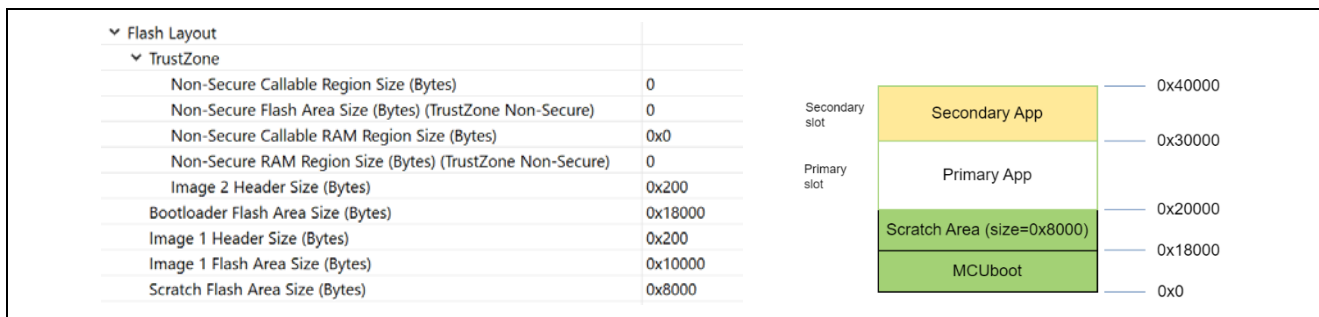 Flash Layout
TrustZone
Non-Secure Callable Region Size (Bytes) 0
Non-Secure Flash Area Size (Bytes) (TrustZone Non-Secure) 0
Non-Secure Callable RAM Region Size (Bytes) 0x0
Non-Secure RAM Region Size (Bytes) (TrustZone Non-Secure) 0
Image 2 Header Size (Bytes) 0x200
Bootloader Flash Area Size (Bytes) 0x18000
Image 1 Header Size (Bytes) 0x200
Image 1 Flash Area Size (Bytes) 0x10000
Scratch Flash Area Size (Bytes) 0x8000
0x40000
Secondary
slot
Secondary App
0x30000
Primary
slot
Primary App
0x20000
Scratch Area (size=0x8000)
0x18000
MCUboot
0x0